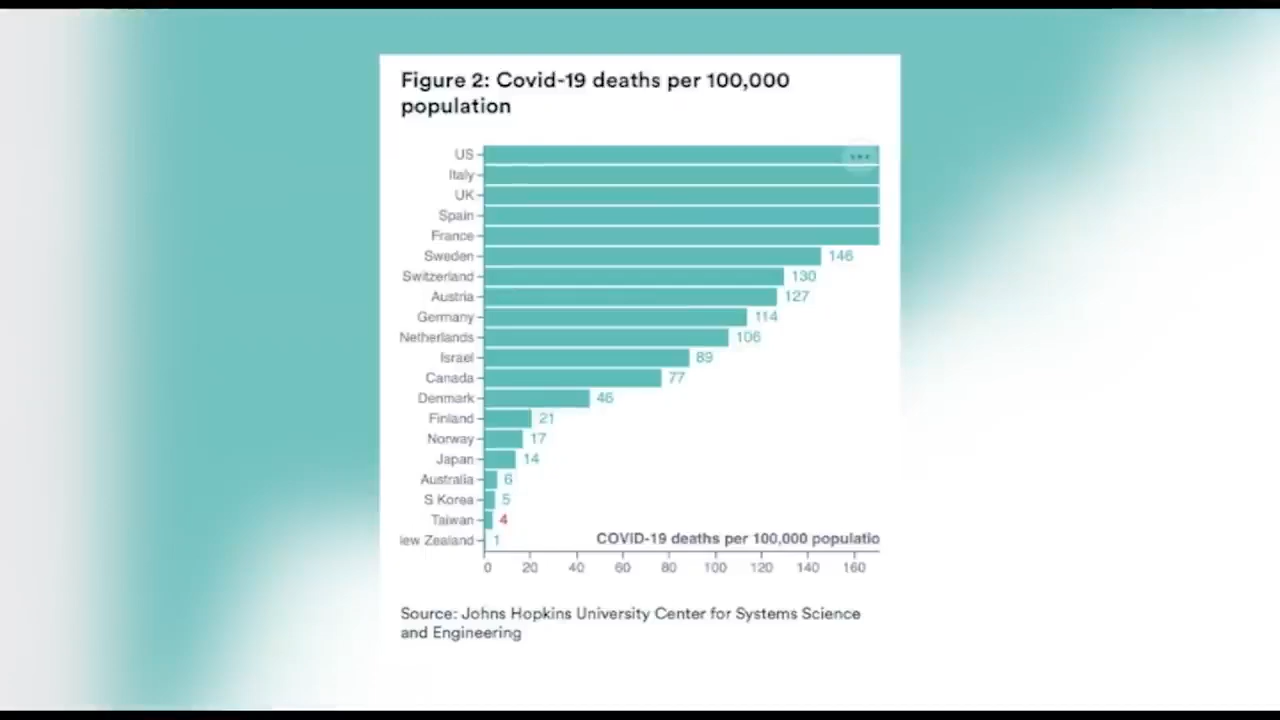 Figure 2: Covid-19 deaths per 100,000
population
US
Italy
UK
Spain
France
Sweden 146
Switzerland 130
Austria 127
Germany 114
Netherlands 106
Israel 89
Canada 77
Denmark 46
Finland 21
Norway 17
Japan 14
Australia 6
S Korea 5
Taiwan 4
lew Zealand 1
COVID-19 deaths per 100,000 populatio
0 20 40 60 80 100 120 140 160
Source: Johns Hopkins University Center for Systems Science
and Engineering